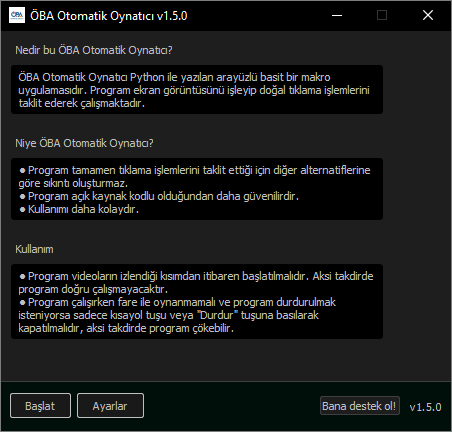 ÖBA
ÖBA Otomatik Oynatıcı v1.5.0
Nedir bu ÖBA Otomatik Oynatıcı?
ÖBA Otomatik Oynatıcı Python ile yazılan arayüzlü basit bir makro
uygulamasıdır. Program ekran görüntüsünü işleyip doğal tıklama işlemlerini
taklit ederek çalışmaktadır.
Niye ÖBA Otomatik Oynatıcı?
● Program tamamen tıklama işlemlerini taklit ettiği için diğer alternatiflerine
göre sıkıntı oluşturmaz.
● Program açık kaynak kodlu olduğundan daha güvenilirdir.
● Kullanımı daha kolaydır.
Kullanım
● Program videoların izlendiği kısımdan itibaren başlatılmalıdır. Aksi takdirde
program doğru çalışmayacaktır.
● Program çalışırken fare ile oynanmamalı ve program durdurulmak
isteniyorsa sadece kısayol tuşu veya "Durdur" tuşuna basılarak
kapatılmalıdır, aksi takdirde program çökebilir.
Başlat
Ayarlar
Bana destek ol!
v1.5.0